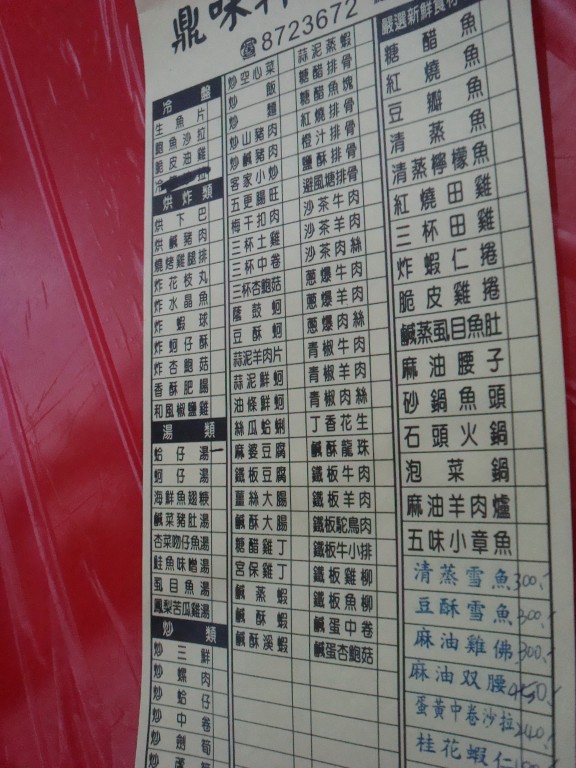 鼎味
☎8723672
冷盤
生魚片
鮑魚沙拉
脆皮油雞
烘炸類
烘下巴
烘鹹豬肉
燒烤雞腿排
炸花枝丸
炸水晶魚
炸蝦球
炸蚵仔酥
炸杏鮑菇
香酥肥腸
和風椒鹽雞
湯類
蛤仔湯
蚵仔湯
海鮮魚翅羹
鹹菜豬肚湯
杏菜吻仔魚湯
鮭魚味噌湯
虱目魚湯
鳳梨苦瓜雞湯
炒類
炒三鮮
炒螺肉
炒蛤仔
炒中卷
炒劍筍
炒空心菜
炒飯
炒麵
炒山豬肉
炒鹹豬肉
客家小炒
五更腸旺
梅干扣肉
三杯土雞
三杯中卷
三杯杏鮑菇
蔭鼓蚵
豆酥蚵
蒜泥羊肉片
蒜泥鮮蚵
油條鮮蚵
絲瓜蛤蜊
麻婆豆腐
鐵板豆腐
薑絲大腸
鹹酥大腸
糖醋雞丁
宮保雞丁
鹹蒸蝦
鹹酥蝦
鹹酥溪蝦
蒜泥蒸蝦
糖醋排骨
糖醋魚塊
紅燒排骨
橙汁排骨
鹽酥排骨
避風塘排骨
沙茶牛肉
沙茶羊肉
沙茶肉絲
蔥爆牛肉
蔥爆羊肉
蔥爆肉絲
青椒牛肉
青椒羊肉
青椒肉絲
丁香花生
鹹酥龍珠
鐵板牛肉
鐵板羊肉
鐵板駝鳥肉
鐵板牛小排
鐵板雞柳
鐵板魚柳
鹹蛋中卷
鹹蛋杏鮑菇
嚴選新鮮食材
糖醋魚
紅燒魚
豆瓣魚
清蒸魚
清蒸檸檬魚
紅燒田雞
三杯田雞
炸蝦仁捲
脆皮雞捲
鹹蒸虱目魚肚
麻油腰子
砂鍋魚頭
石頭火鍋
泡菜鍋
麻油羊肉爐
五味小章魚
清蒸雪魚300.
豆酥雪魚300.
麻油雞佛300.
麻油双腰450.
蛋黃中卷沙拉240.
桂花蝦仁